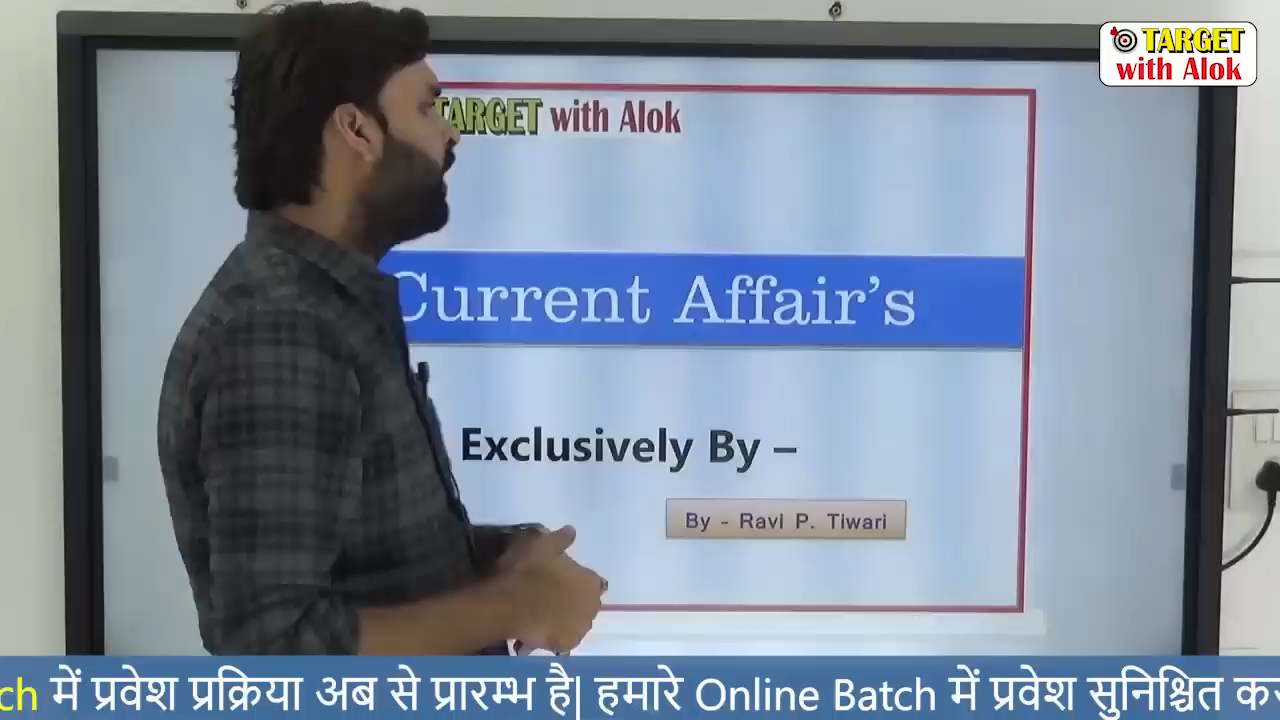 TARGET
with Alok
TARGET with Alok
Current Affair's
Exclusively By –
By - Ravi P. Tiwari
में प्रवेश प्रक्रिया अब से प्रारम्भ है| हमारे Online Batch में प्रवेश सुनिश्चित